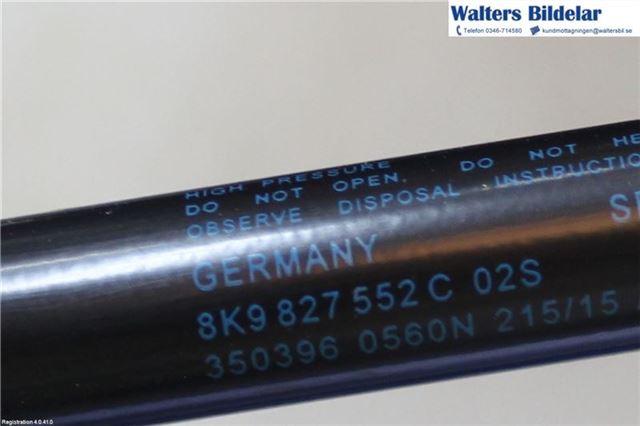 Walters Bildelar
Telefon 0346-714580 kundmottagningen@waltersbil.se
HIGH PRESSURE
DO NOT OPEN. DO NOT HE
OBSERVE DISPOSAL INSTRUCTIO
GERMANY
8K9 827 552 C 02S
350396 0560N 215/15
Registration 4.0.41.0